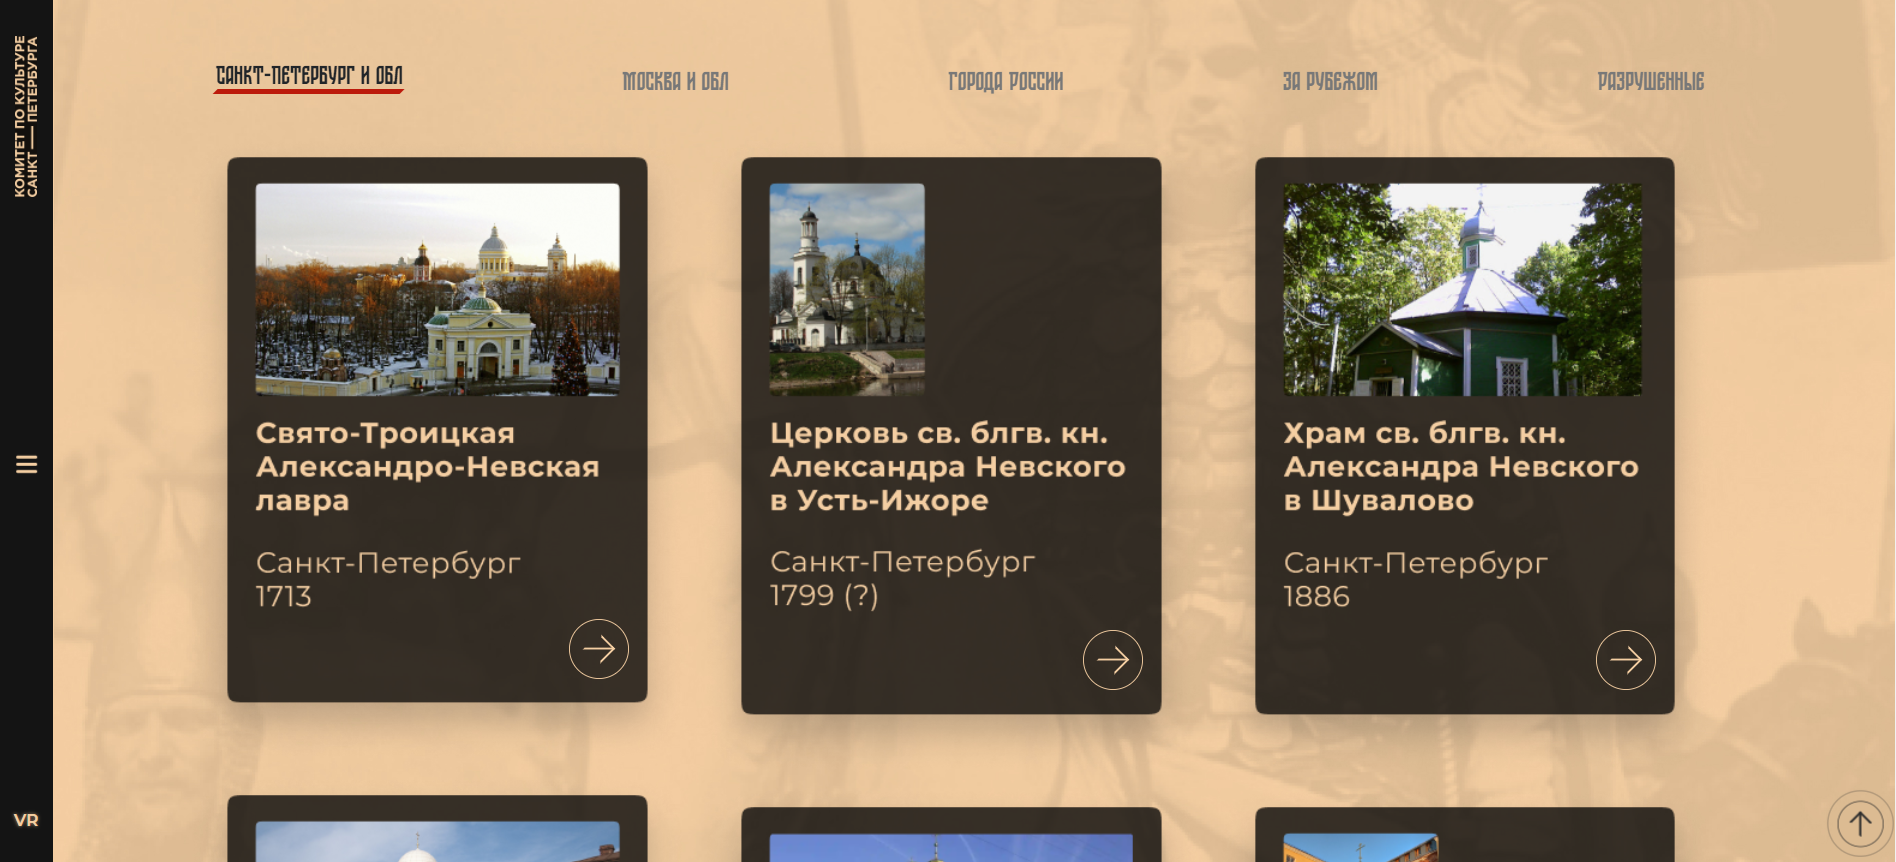 КОМИТЕТ ПО КУЛЬТУРЕ
САНКТ — ПЕТЕРБУРГА
САНКТ-ПЕТЕРБУРГ И ОБЛ
МОСКВА И ОБЛ
ГОРОДА РОССИИ
ЗА РУБЕЖОМ
РАЗРУШЕННЫЕ
Свято-Троицкая
Александро-Невская
лавра
Санкт-Петербург
1713
Церковь св. блгв. кн.
Александра Невского
в Усть-Ижоре
Санкт-Петербург
1799 (?)
Храм св. блгв. кн.
Александра Невского
в Шувалово
Санкт-Петербург
1886
VR